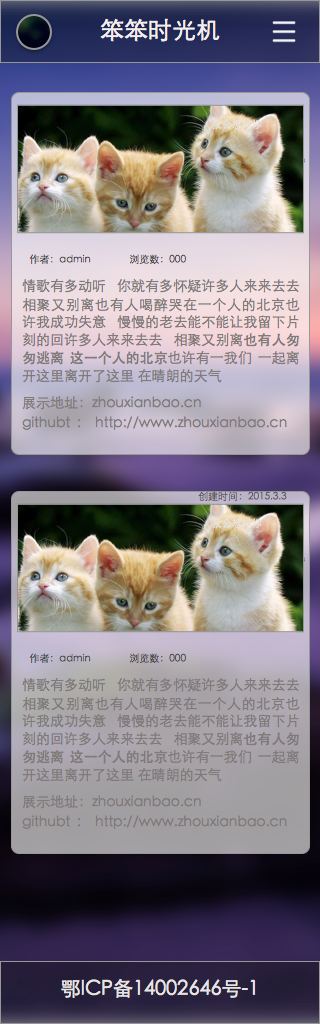 笨笨时光机
作者：admin 浏览数：000
情歌有多动听 你就有多怀疑许多人来来去去
相聚又别离也有人喝醉哭在一个人的北京也
许我成功失意 慢慢的老去能不能让我留下片
刻的回许多人来来去去 相聚又别离也有人匆
匆逃离 这一个人的北京也许有一我们 一起离
开这里离开了这里 在晴朗的天气
展示地址：zhouxianbao.cn
githubt ： http://www.zhouxianbao.cn
创建时间：2015.3.3
作者：admin 浏览数：000
情歌有多动听 你就有多怀疑许多人来来去去
相聚又别离也有人喝醉哭在一个人的北京也
许我成功失意 慢慢的老去能不能让我留下片
刻的回许多人来来去去 相聚又别离也有人匆
匆逃离 这一个人的北京也许有一我们 一起离
开这里离开了这里 在晴朗的天气
展示地址：zhouxianbao.cn
githubt ： http://www.zhouxianbao.cn
鄂ICP备14002646号-1